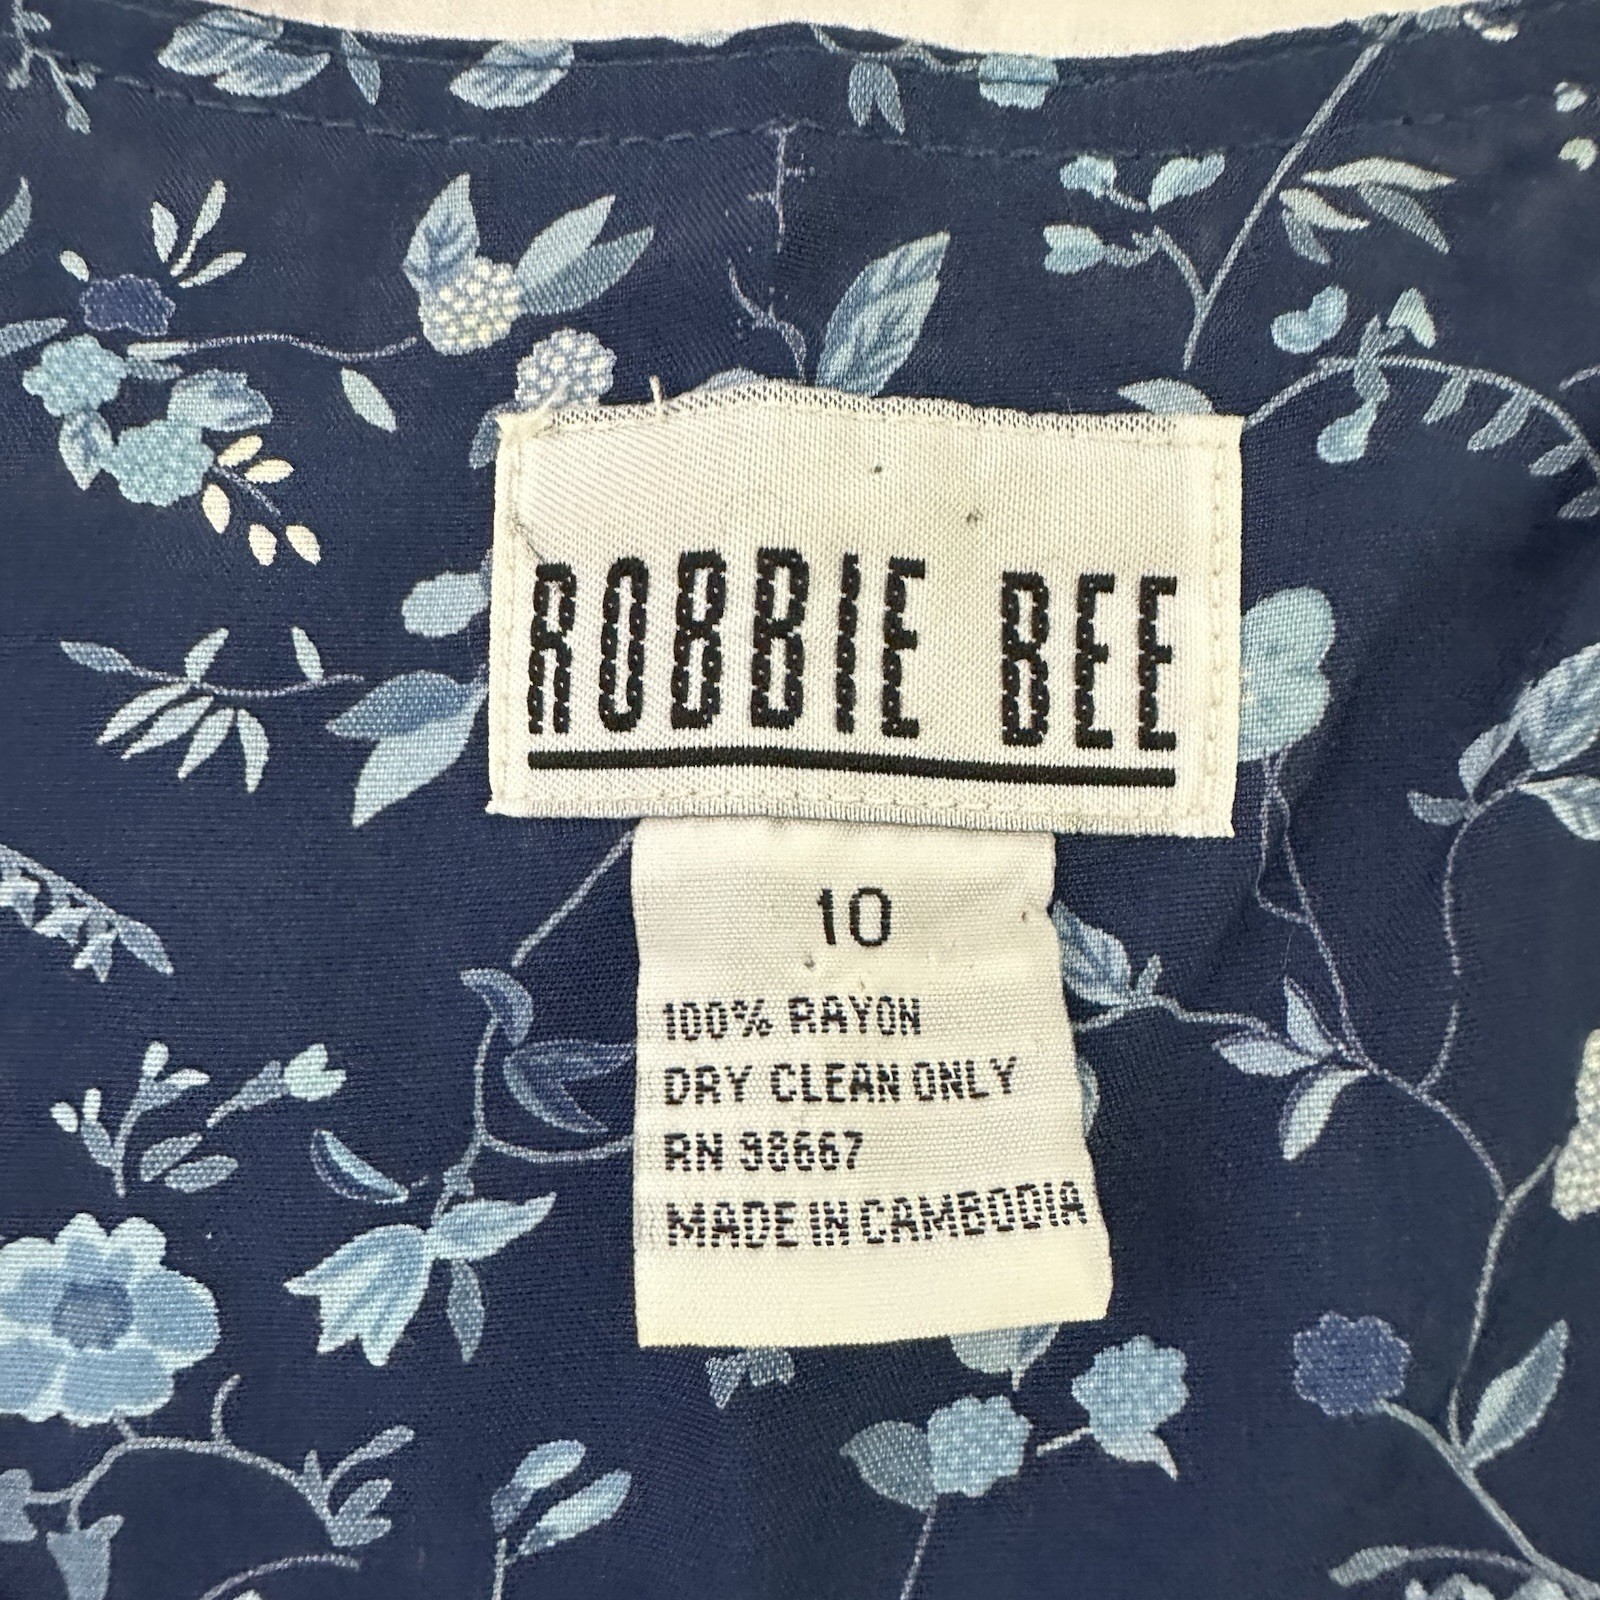 ROBBIE BEE
10
100% RAYON
DRY CLEAN ONLY
RN 98667
MADE IN CAMBODIA